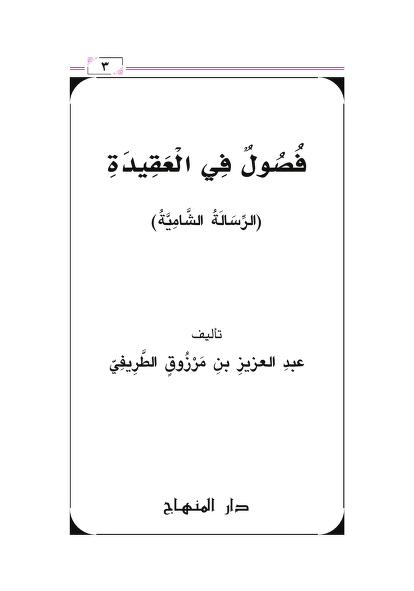 ٣
فُصُولٌ فِي الْعَقِيدَةِ
(الرِّسَالَةُ الشَّامِيَّةُ)
تأليف
عبدِ العزيزِ بنِ مَرْزُوقٍ الطَّرِيفِيّ
دار المنهاج